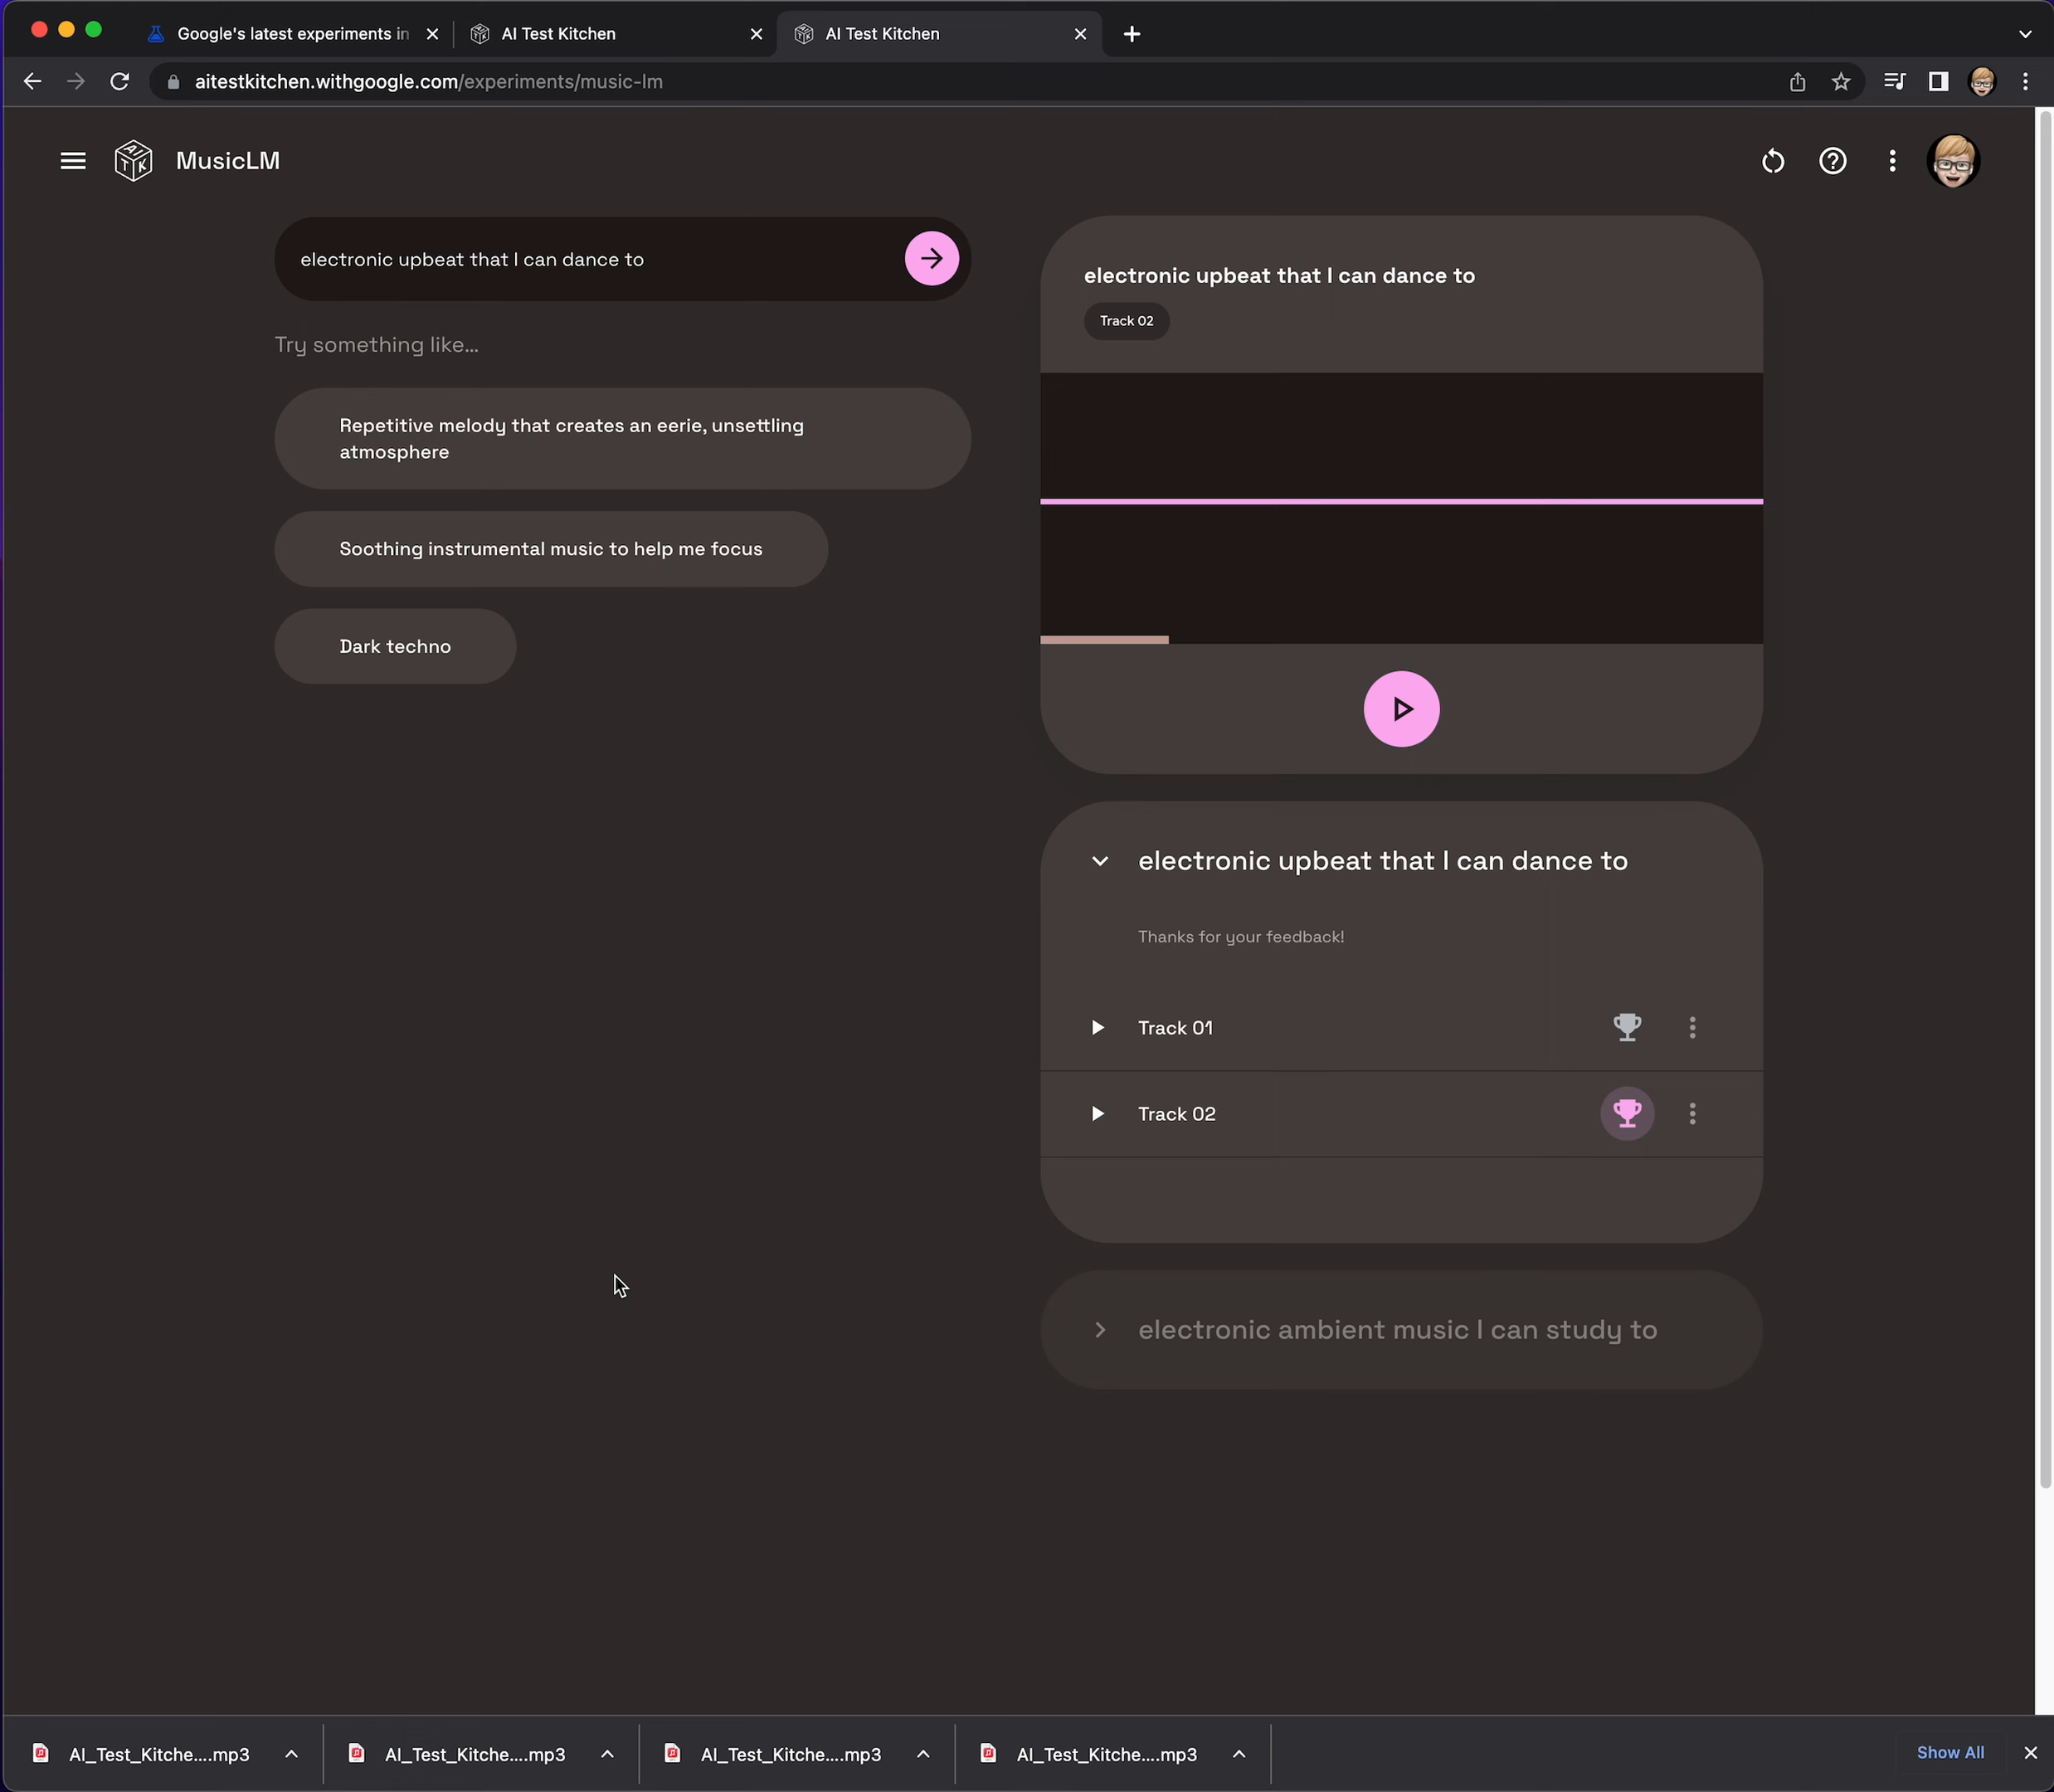 Google's latest experiments in
AI Test Kitchen
AI Test Kitchen
aitestkitchen.withgoogle.com/experiments/music-lm
AI
T K
MusicLM
electronic upbeat that I can dance to
Try something like...
Repetitive melody that creates an eerie, unsettling
atmosphere
Soothing instrumental music to help me focus
Dark techno
electronic upbeat that I can dance to
Track 02
electronic upbeat that I can dance to
Thanks for your feedback!
Track 01
Track 02
electronic ambient music I can study to
AI_Test_Kitche....mp3
AI_Test_Kitche....mp3
AI_Test_Kitche....mp3
AI_Test_Kitche....mp3
Show All